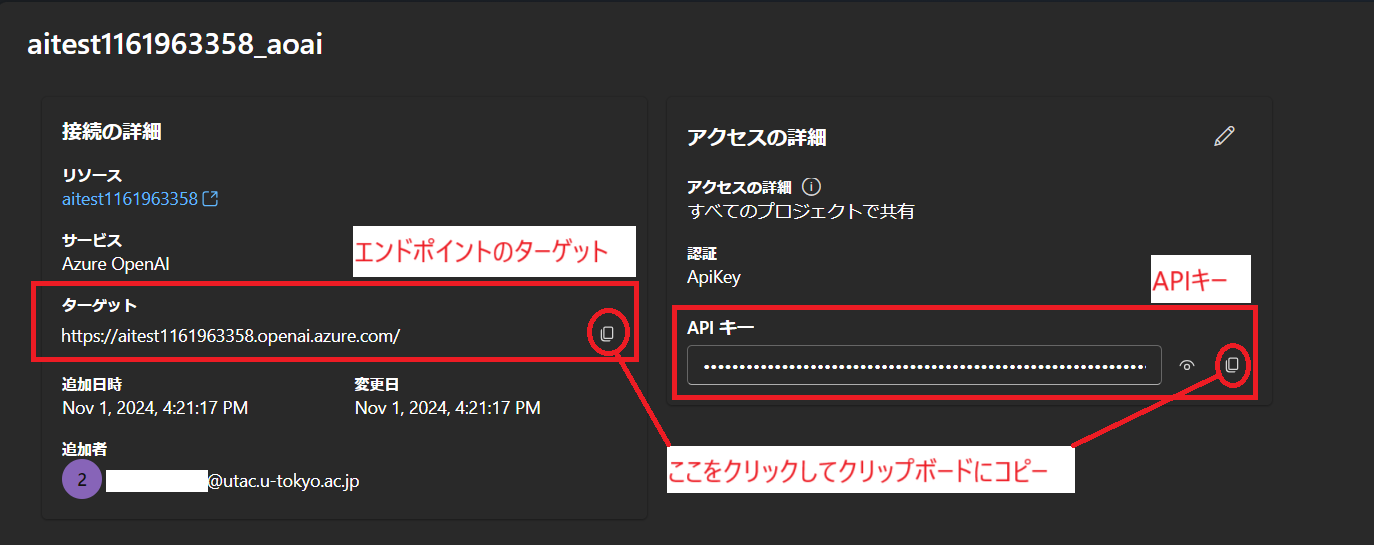 aitest1161963358_aoai
接続の詳細
リソース
aitest1161963358
サービス
Azure OpenAI
エンドポイントのターゲット
ターゲット
https://aitest1161963358.openai.azure.com/
追加日時
変更日
Nov 1, 2024, 4:21:17 PM
Nov 1, 2024, 4:21:17 PM
追加者
2
@utac.u-tokyo.ac.jp
アクセスの詳細
アクセスの詳細
すべてのプロジェクトで共有
認証
ApiKey
APIキー
API キー
ここをクリックしてクリップボードにコピー